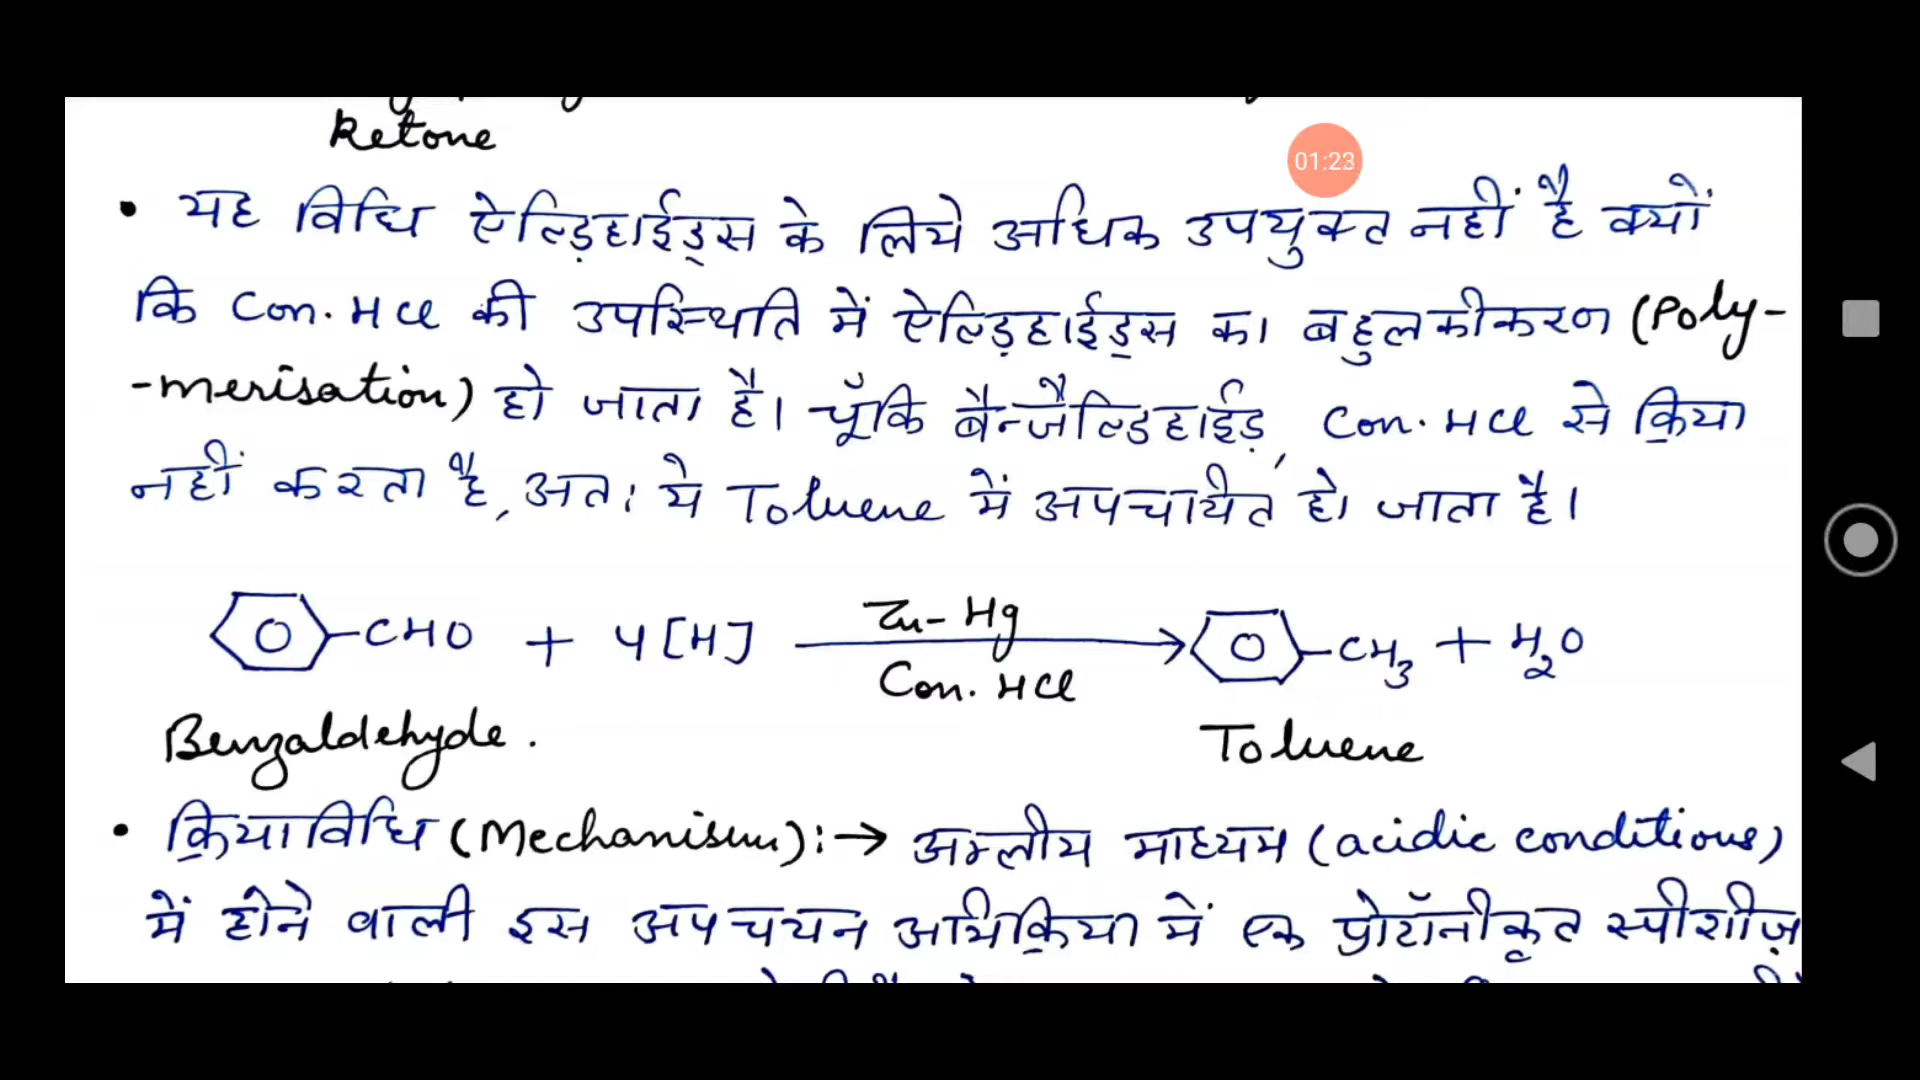 ketone
01:23
• यह विधि ऐल्डिहाईड्स के लिये अधिक उपयुक्त नहीं है क्यों
कि Con. HCl की उपस्थिति में ऐल्ड़िहाईड्स का बहुलकीकरण (Poly-
-merisation) हो जाता है। चूँकि बैन्जैल्डिहाईड़, Con. HCl से क्रिया
नहीं करता है, अतः ये Toluene में अपचायित हो जाता है।
CHO + 4[H] Zn-Hg CH3 + H2O
Con. HCl
Benzaldehyde. Toluene
• क्रियाविधि (Mechanism):→ अम्लीय माध्यम (acidic conditions)
में होने वाली इस अपचयन अभिक्रिया में एक प्रोटॉनीकृत स्पीशीज़